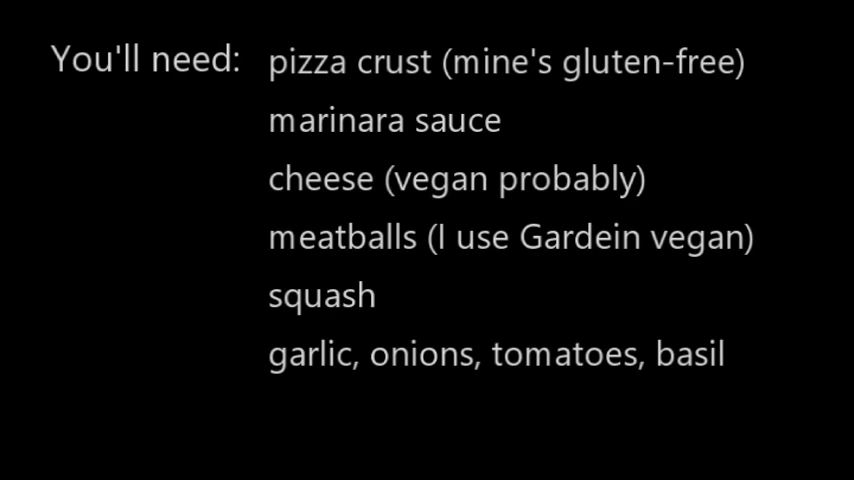 You'll need: pizza crust (mine's gluten-free)
marinara sauce
cheese (vegan probably)
meatballs (I use Gardein vegan)
squash
garlic, onions, tomatoes, basil